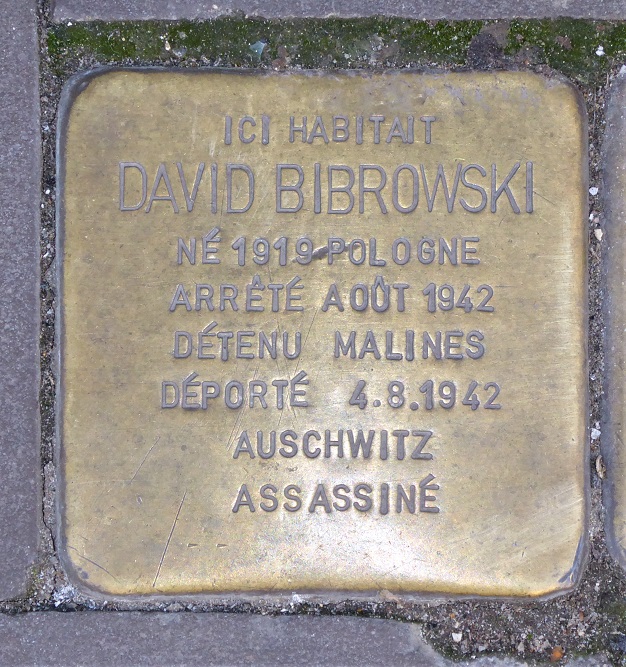 ICI HABITAIT
DAVID BIBROWSKI
NÉ 1919 POLOGNE
ARRÊTÉ AOÛT 1942
DÉTENU MALINES
DÉPORTÉ 4.8.1942
AUSCHWITZ
ASSASSINÉ